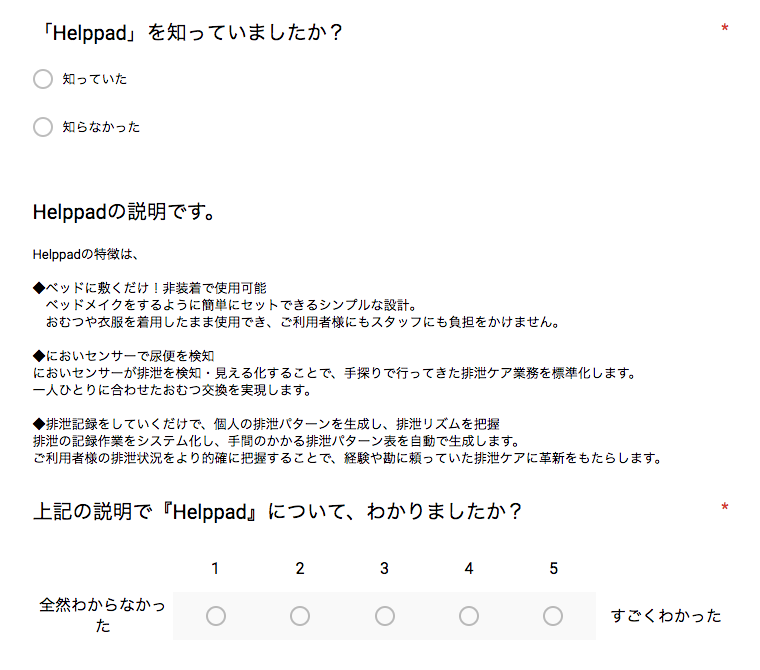 「Helppad」を知っていましたか？ *
知っていた
知らなかった
Helppadの説明です。
Helppadの特徴は、
◆ベッドに敷くだけ！非装着で使用可能
ベッドメイクをするように簡単にセットできるシンプルな設計。
おむつや衣服を着用したまま使用でき、ご利用者様にもスタッフにも負担をかけません。
◆においセンサーで尿便を検知
においセンサーが排泄を検知・見える化することで、手探りで行ってきた排泄ケア業務を標準化します。
一人ひとりに合わせたおむつ交換を実現します。
◆排泄記録をしていくだけで、個人の排泄パターンを生成し、排泄リズムを把握
排泄の記録作業をシステム化し、手間のかかる排泄パターン表を自動で生成します。
ご利用者様の排泄状況をより的確に把握することで、経験や勘に頼っていた排泄ケアに革新をもたらします。
上記の説明で『Helppad』について、わかりましたか？ *
1 2 3 4 5
全然わからなかっ
た
すごくわかった